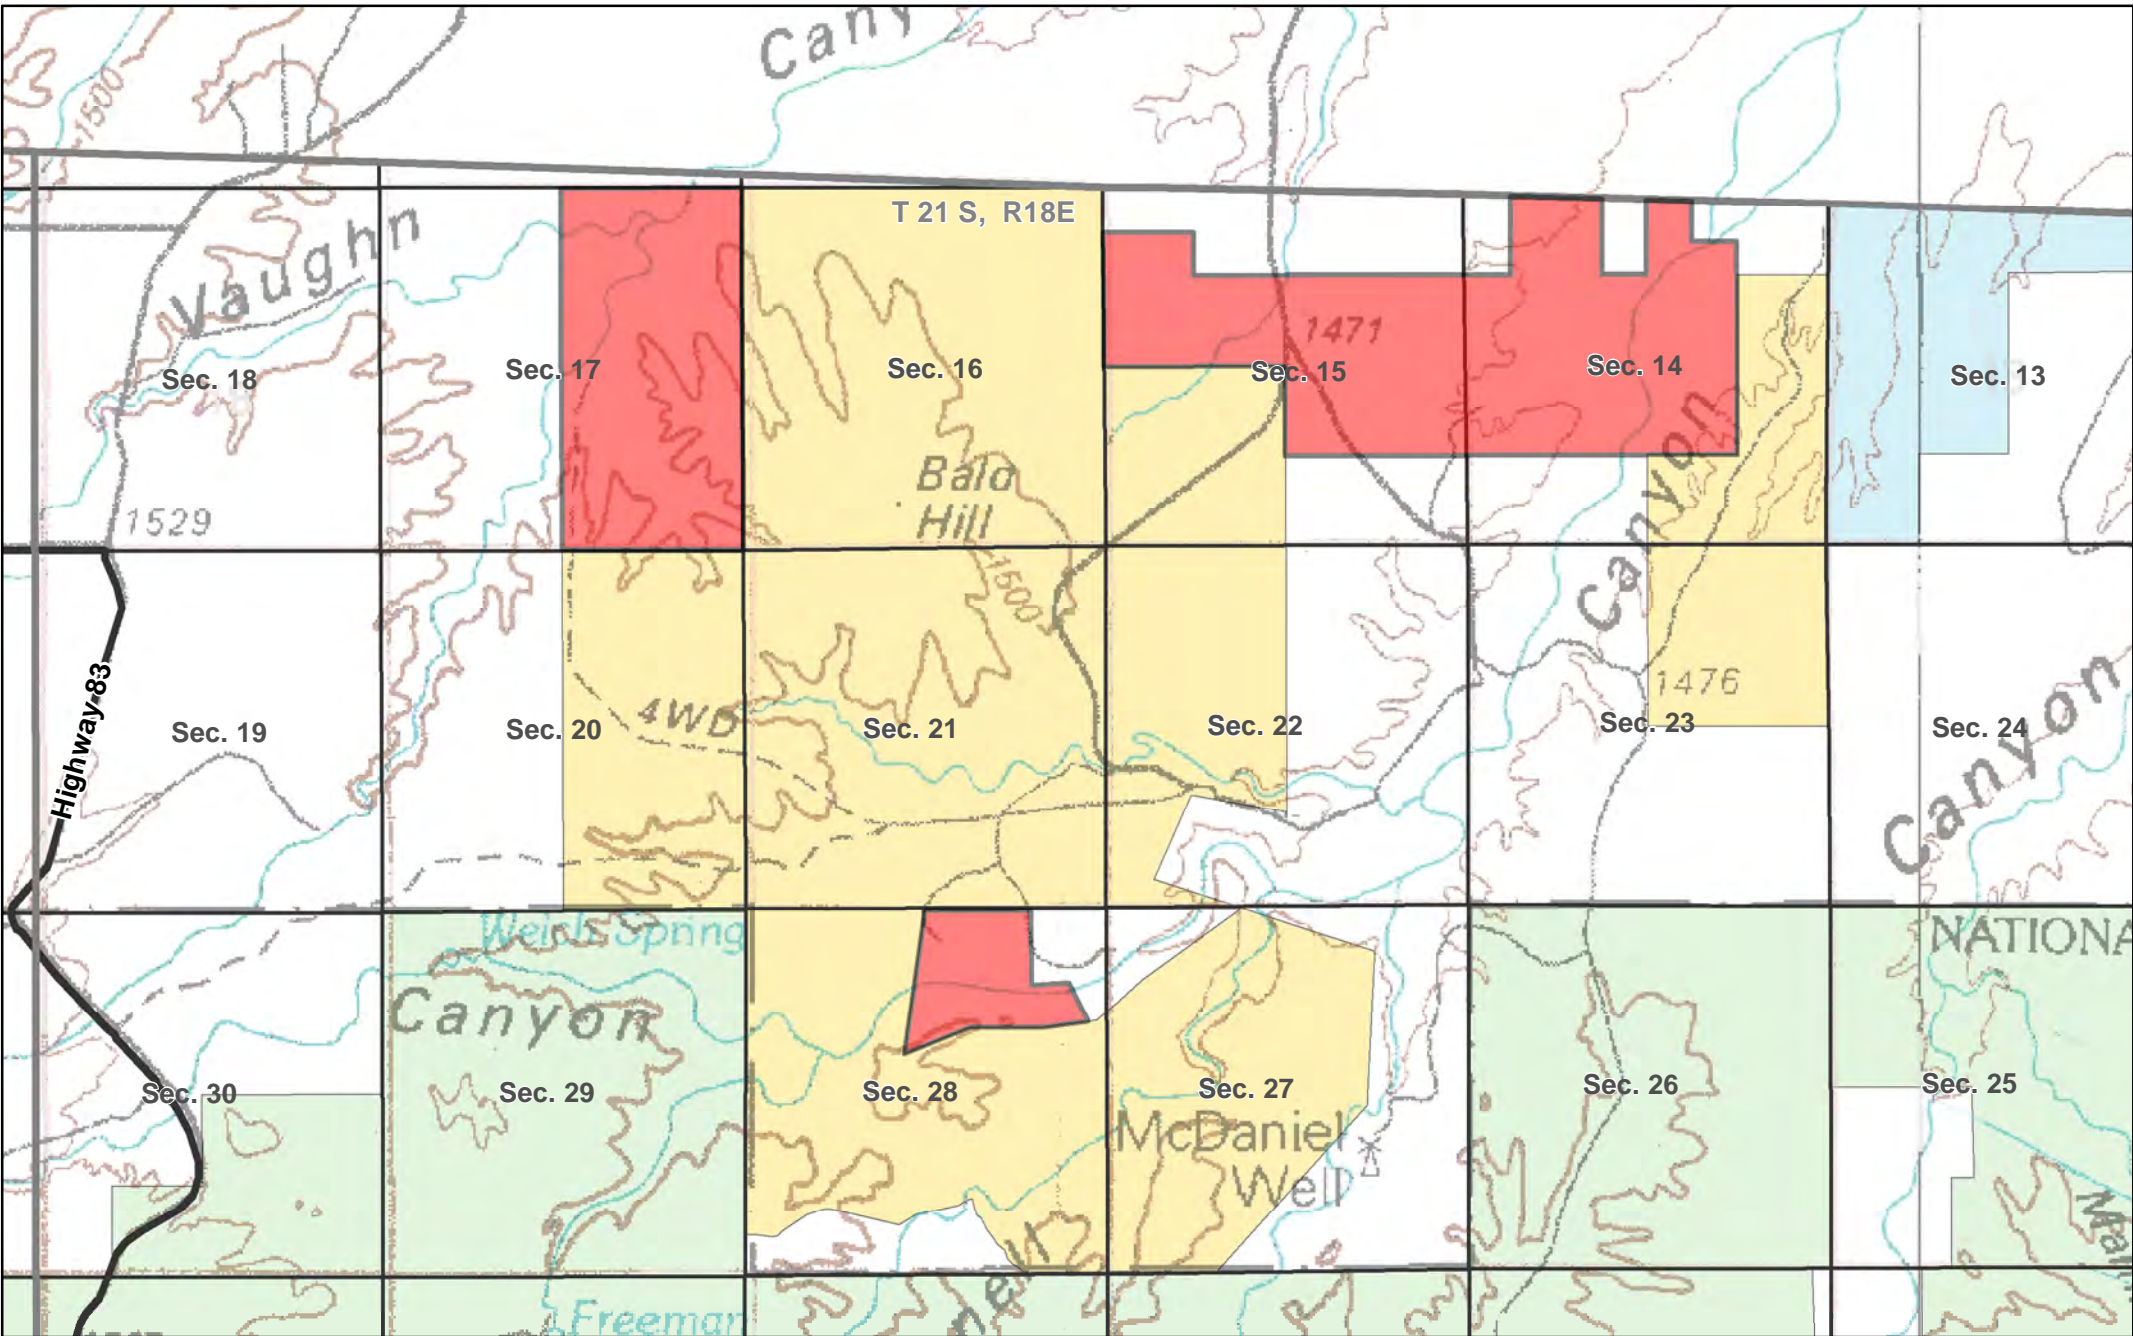 Cany
1500
T 21 S, R18E
Vaughn
1471
Sec. 18
Sec. 17
Sec. 16
Sec. 15
Sec. 14
Sec. 13
Bald
Hill
1529
Canyon
1500
1476
Highway 83
4WD
Sec. 19
Sec. 20
Sec. 21
Sec. 22
Sec. 23
Sec. 24
Canyon
Welch Spring
NATIONA
Canyon
Sec. 30
Sec. 29
Sec. 28
Sec. 27
Sec. 26
Sec. 25
McDaniel
Well
nell
Freeman